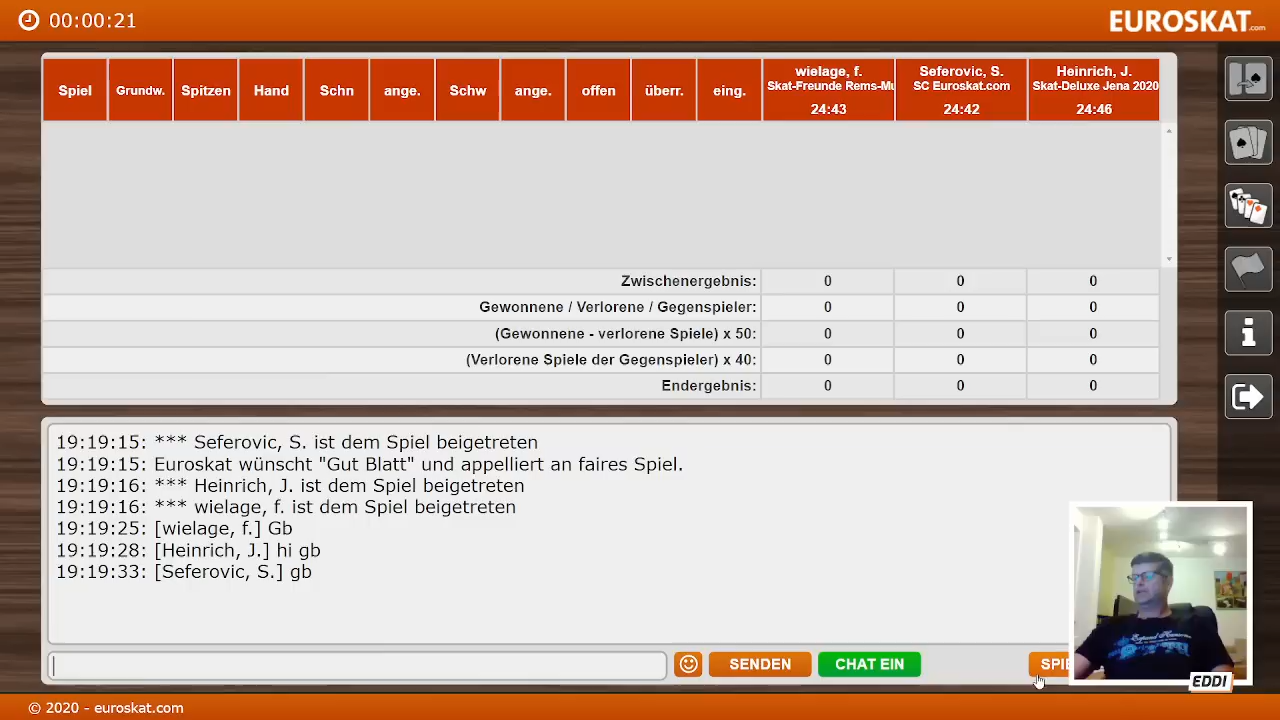 00:00:21
EUROSKAT.com
Spiel Grundw. Spitzen Hand Schn ange. Schw ange. offen überr. eing.
wielage, f. Seferovic, S. Heinrich, J.
Skat-Freunde Rems-Mu SC Euroskat.com Skat-Deluxe Jena 2020
24:43 24:42 24:46
Zwischenergebnis: 0 0 0
Gewonnene / Verlorene / Gegenspieler: 0 0 0
(Gewonnene - verlorene Spiele) x 50: 0 0 0
(Verlorene Spiele der Gegenspieler) x 40: 0 0 0
Endergebnis: 0 0 0
19:19:15: *** Seferovic, S. ist dem Spiel beigetreten
19:19:15: Euroskat wünscht "Gut Blatt" und appelliert an faires Spiel.
19:19:16: *** Heinrich, J. ist dem Spiel beigetreten
19:19:16: *** wielage, f. ist dem Spiel beigetreten
19:19:25: [wielage, f.] Gb
19:19:28: [Heinrich, J.] hi gb
19:19:33: [Seferovic, S.] gb
SENDEN CHAT EIN SPIE
EDDI
© 2020 - euroskat.com